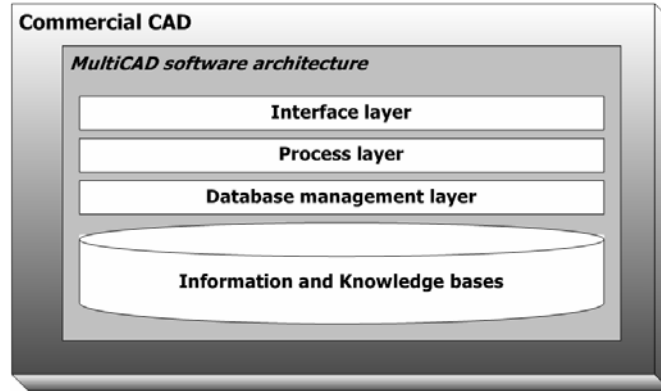 Commercial CAD
MultiCAD software architecture
Interface layer
Process layer
Database management layer
Information and Knowledge bases